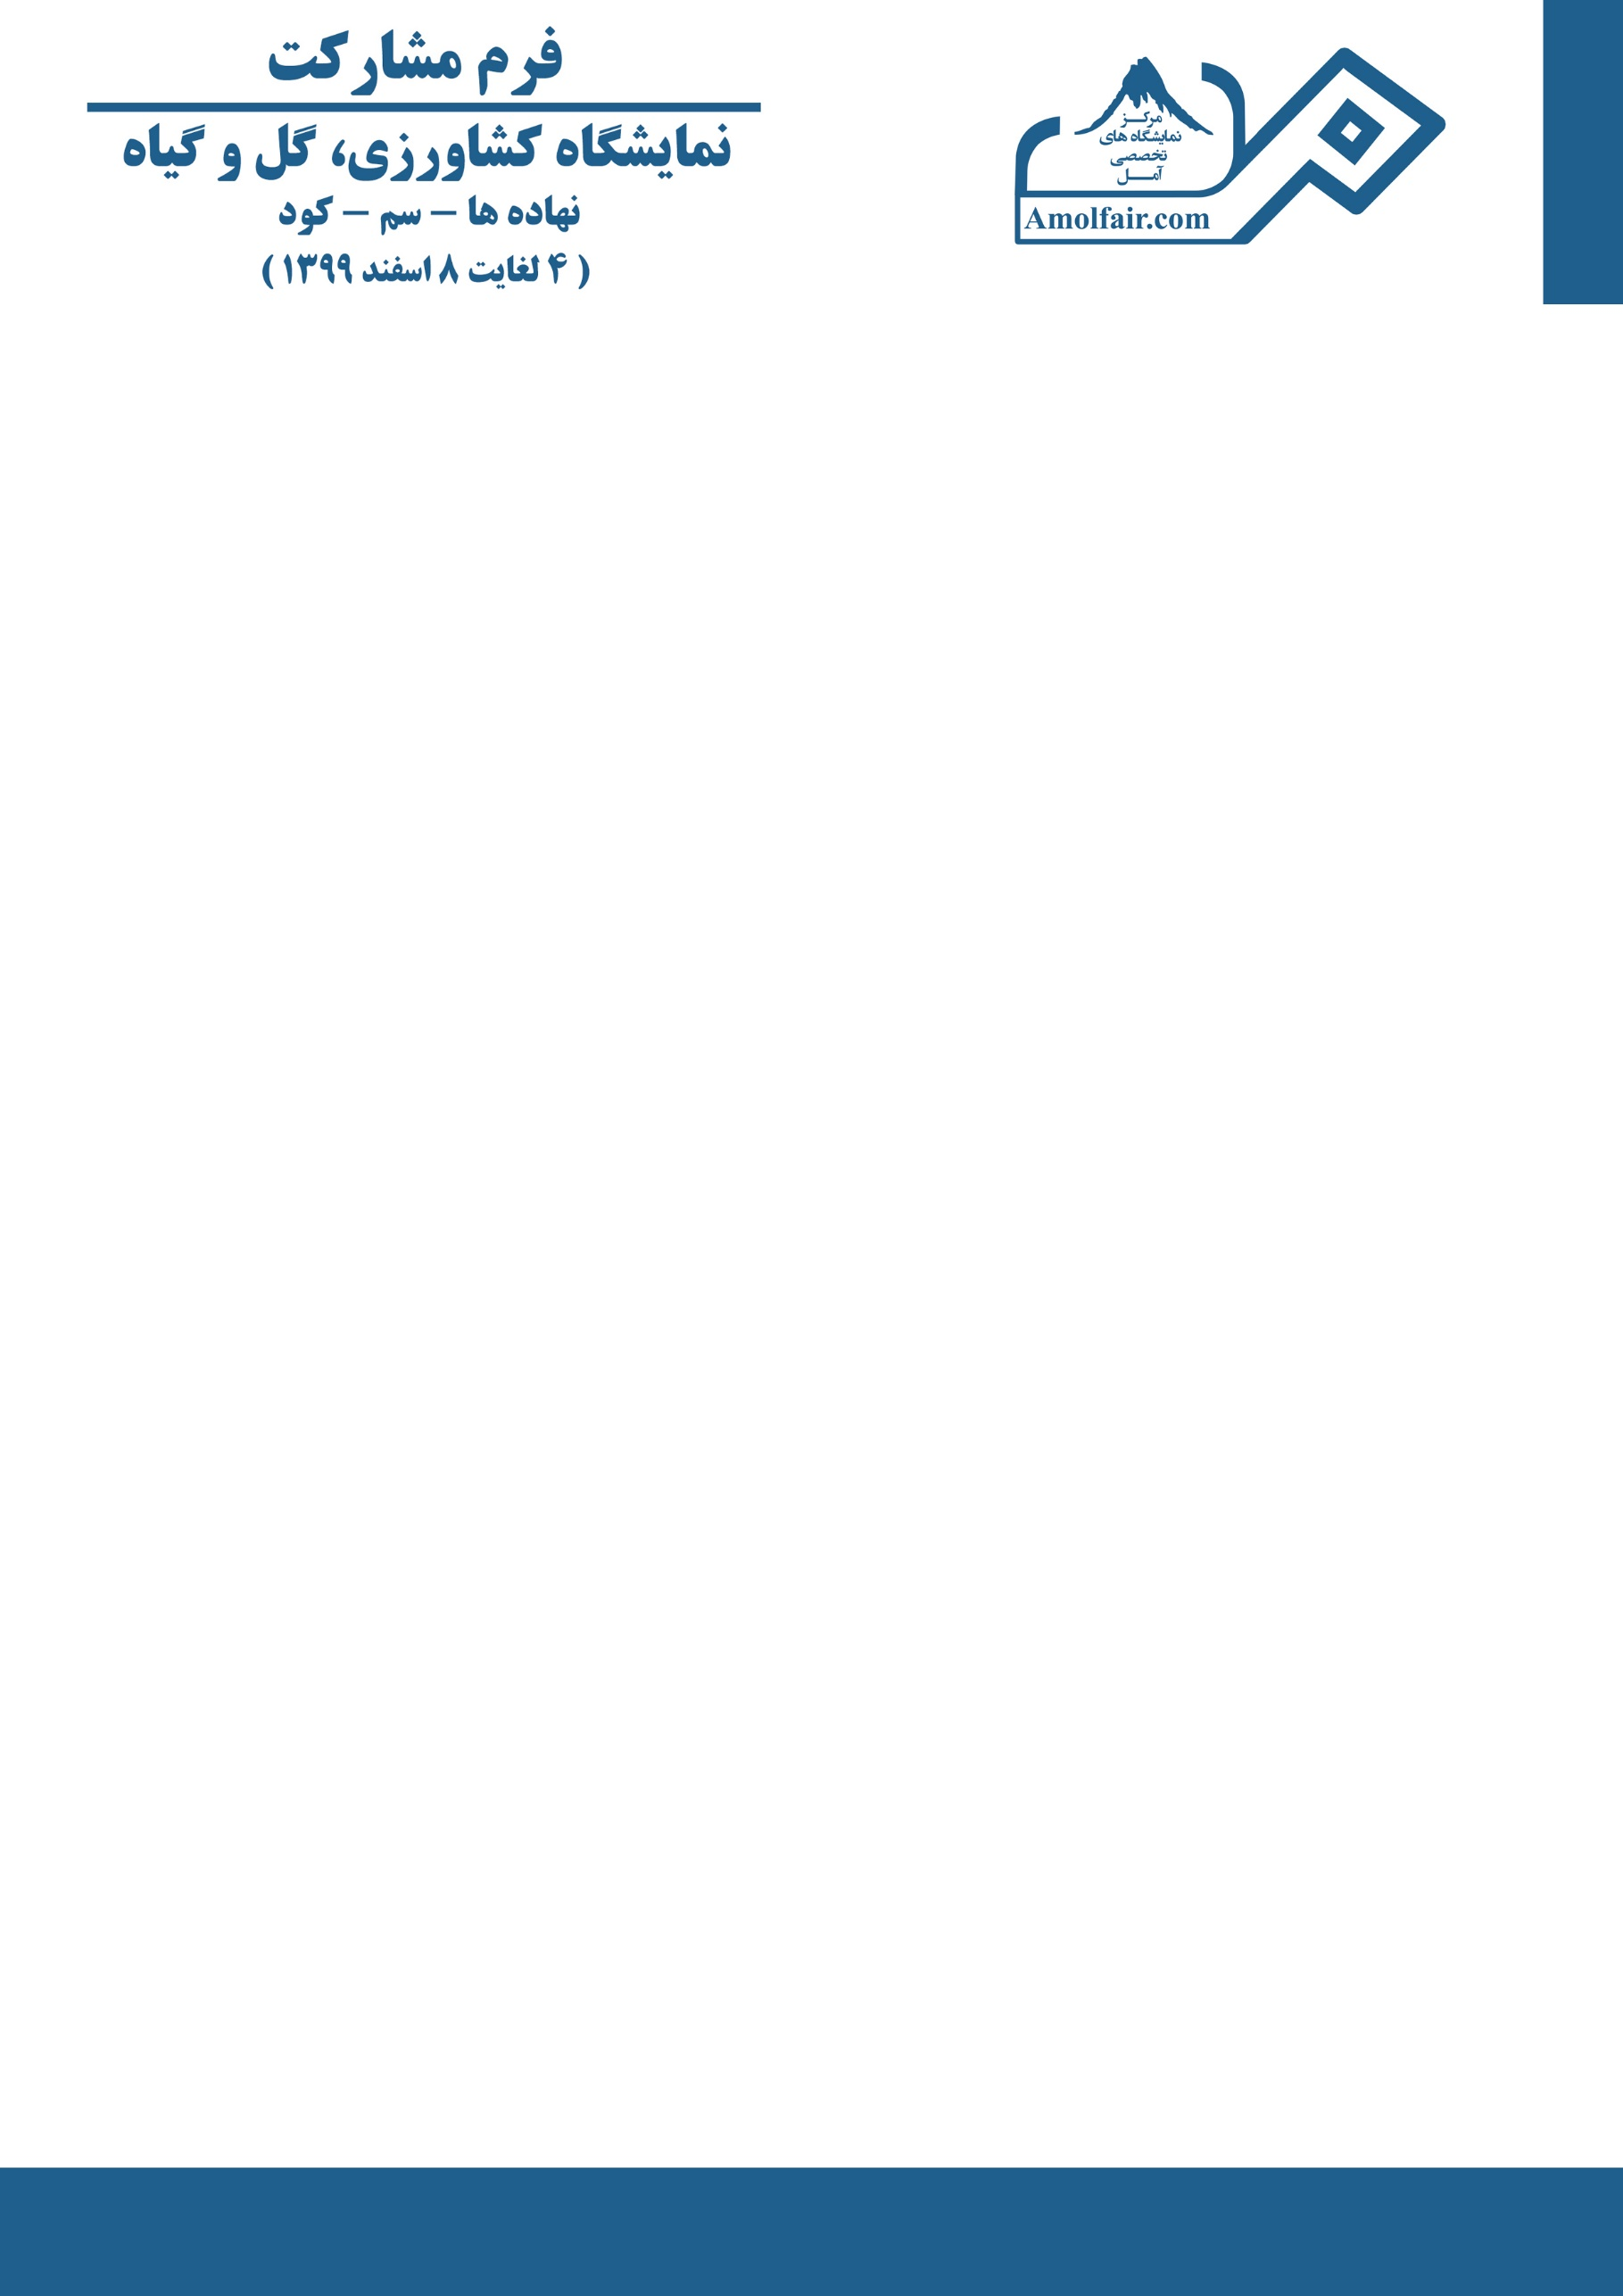 فرم مشارکت
نمایشگاه کشاورزی، گل و گیاه
نهاده ها – سم – کود
(۴ لغایت ۸ اسفند ۱۳۹۹)
مرکز
نمایشگاه های
تخصصی
آمل
Amolfair.com